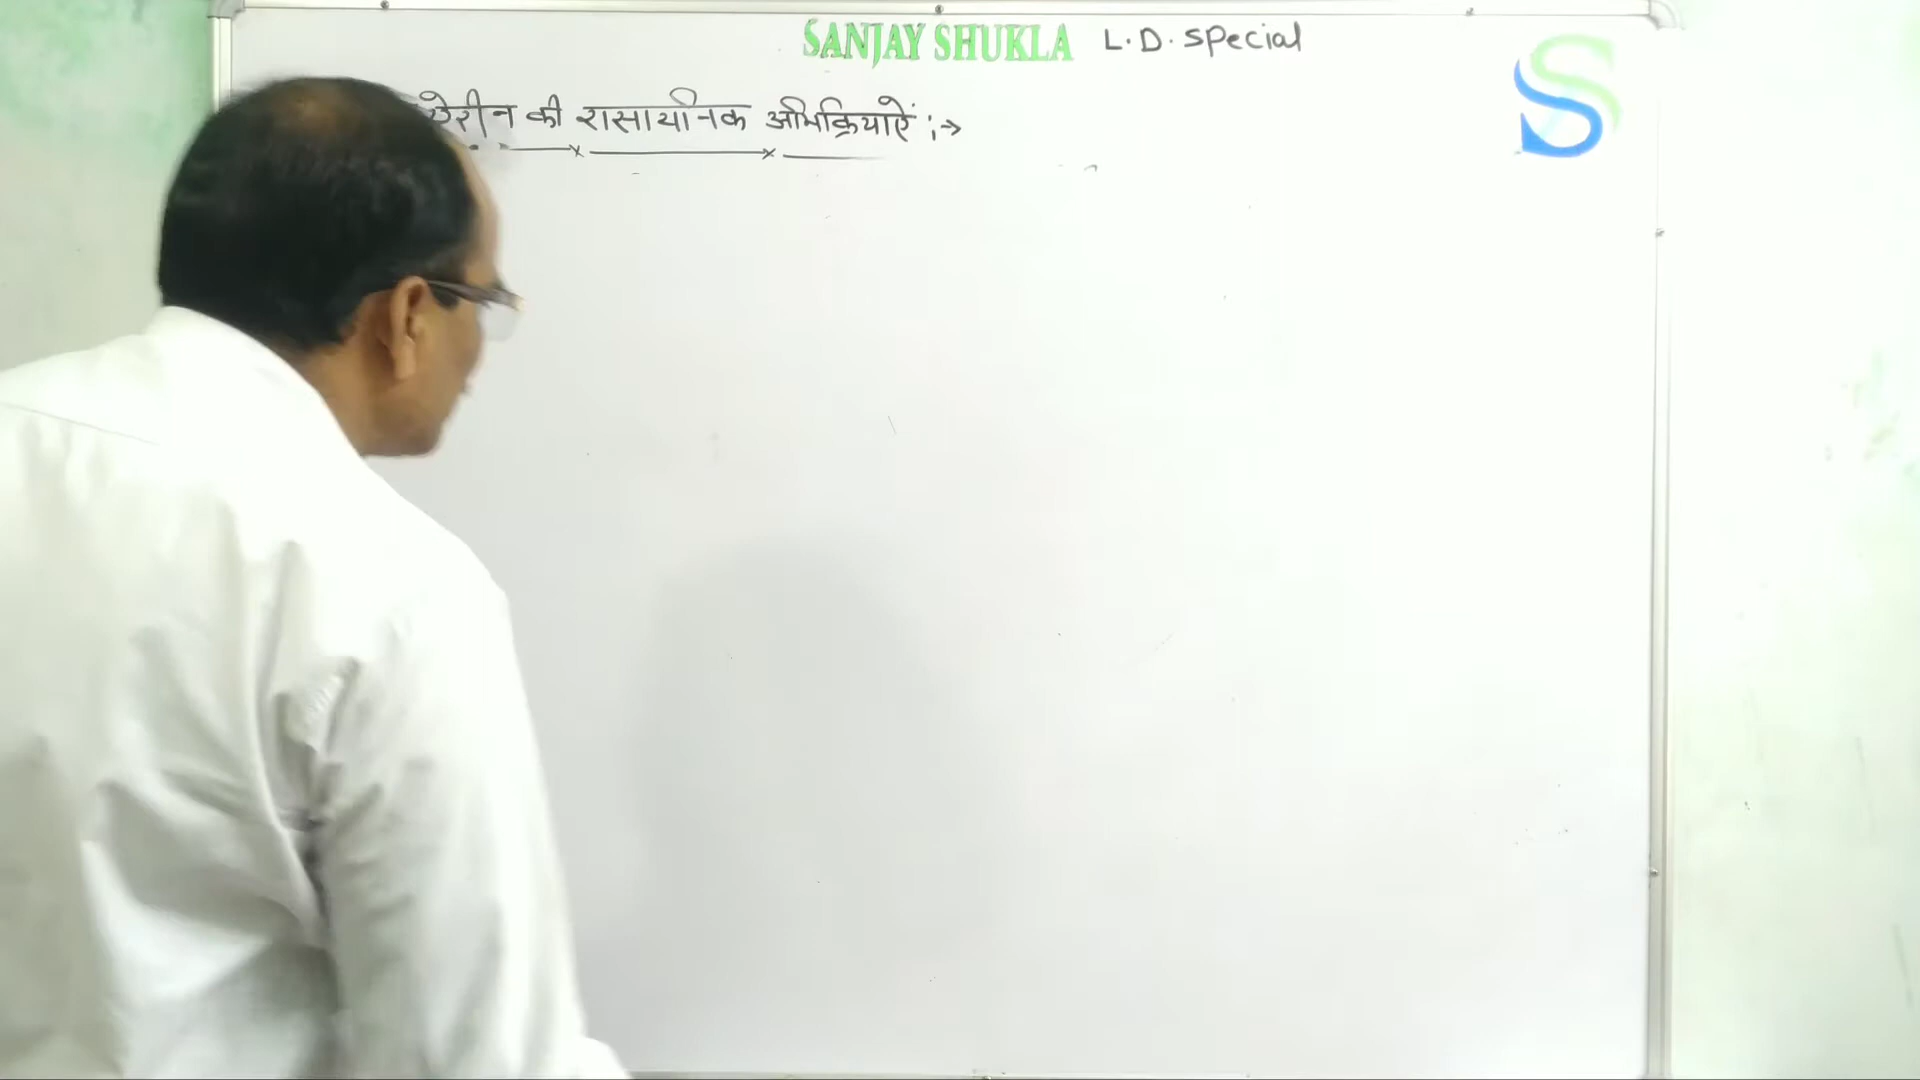 SANJAY SHUKLA L.D. Special
की रासायनिक अभिक्रियाऐं :→